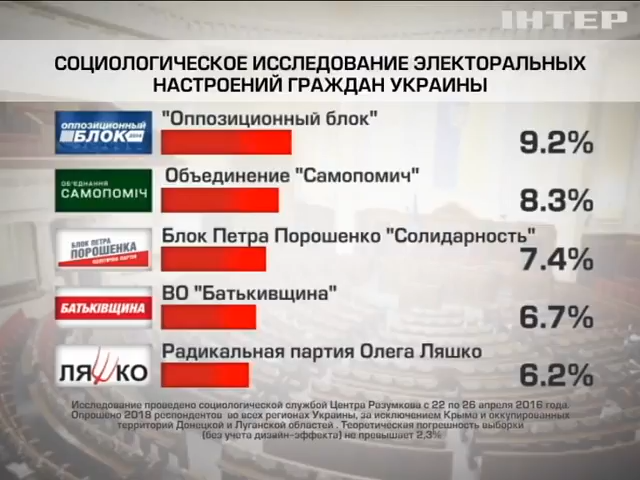 ІНТЕР
СОЦИОЛОГИЧЕСКОЕ ИССЛЕДОВАНИЕ ЭЛЕКТОРАЛЬНЫХ
НАСТРОЕНИЙ ГРАЖДАН УКРАИНЫ
ОППОЗИЦИОННЫЙ
БЛОК
"Оппозиционный блок"
9.2%
ОБ'ЄДНАННЯ
САМОПОМІЧ
Объединение "Самопомич"
8.3%
БЛОК ПЕТРА
ПОРОШЕНКА
Блок Петра Порошенко "Солидарность"
7.4%
БАТЬКІВЩИНА
ВО "Батькивщина"
6.7%
ЛЯШКО
Радикальная партия Олега Ляшко
6.2%
Исследование проведено социологической службой Центра Разумкова с 22 по 26 апреля 2016 года.
Опрошено 2018 респондентов во всех регионах Украины, за исключением Крыма и оккупированных
территорий Донецкой и Луганской областей . Теоретическая погрешность выборки
(без учета дизайн-эффекта) не превышает 2,3%